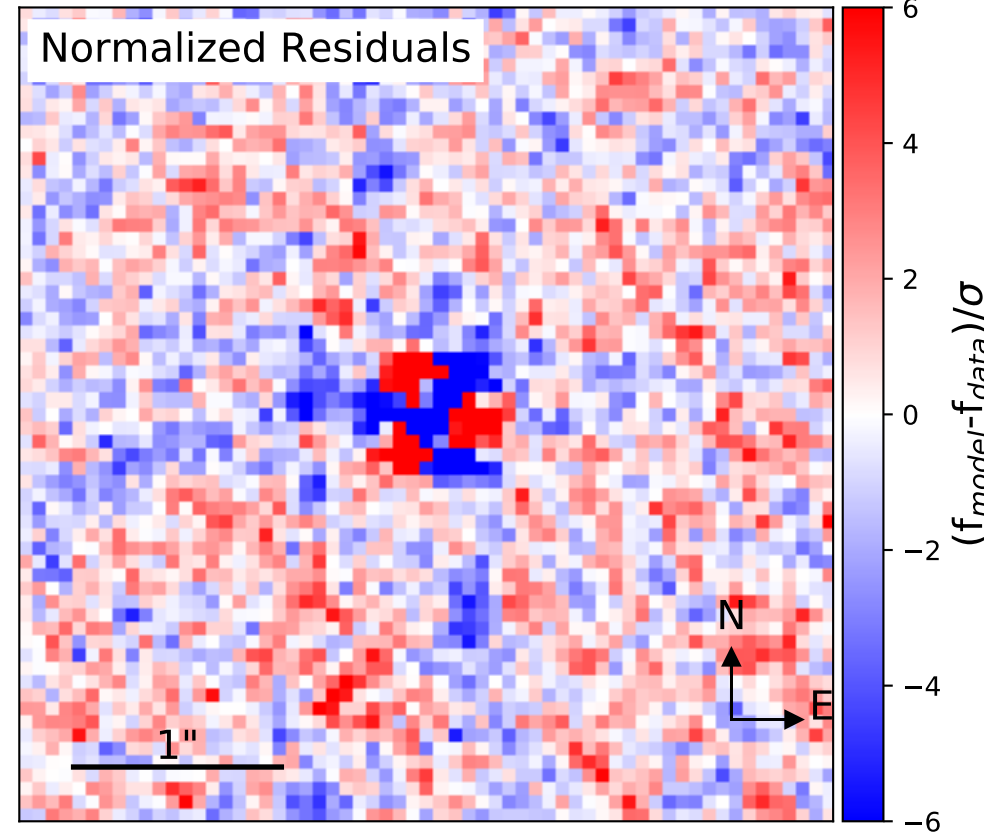 Normalized Residuals
6
4
2
0
−2
−4
−6
(f_model-f_data)/σ
N
E
1"